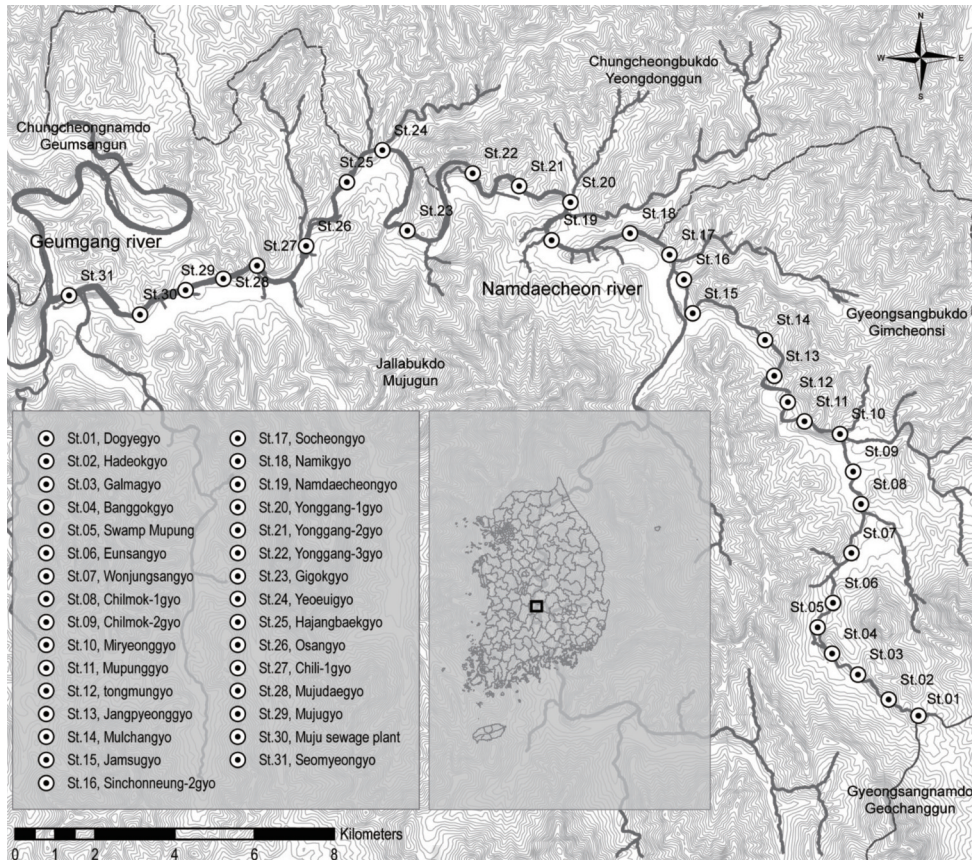 N
W E
S
Chungcheongbukdo
Yeongdonggun
Chungcheongnamdo
Geumsangun
St.24
St.25
St.22
St.21
St.20
St.23
St.19
St.18
St.17
St.26
St.27
Geumgang river
St.16
St.31
St.29
St.28
St.30
Namdaecheon river
St.15
Gyeongsangbukdo
Gimcheonsi
St.14
Jallabukdo
Mujugun
St.13
St.12
St.11
St.10
St.09
St.08
St.07
St.06
St.05
St.04
St.03
St.02
St.01
Gyeongsangnamdo
Geochanggun
St.01, Dogyegyo
St.02, Hadeokgyo
St.03, Galmagyo
St.04, Banggokgyo
St.05, Swamp Mupung
St.06, Eunsangyo
St.07, Wonjungsangyo
St.08, Chilmok-1gyo
St.09, Chilmok-2gyo
St.10, Miryeonggyo
St.11, Mupunggyo
St.12, tongmungyo
St.13, Jangpyeonggyo
St.14, Mulchangyo
St.15, Jamsugyo
St.16, Sinchonneung-2gyo
St.17, Socheongyo
St.18, Namikgyo
St.19, Namdaecheongyo
St.20, Yonggang-1gyo
St.21, Yonggang-2gyo
St.22, Yonggang-3gyo
St.23, Gigokgyo
St.24, Yeoeuigyo
St.25, Hajangbaekgyo
St.26, Osangyo
St.27, Chili-1gyo
St.28, Mujudaegyo
St.29, Mujugyo
St.30, Muju sewage plant
St.31, Seomyeongyo
Kilometers
0 1 2 4 6 8